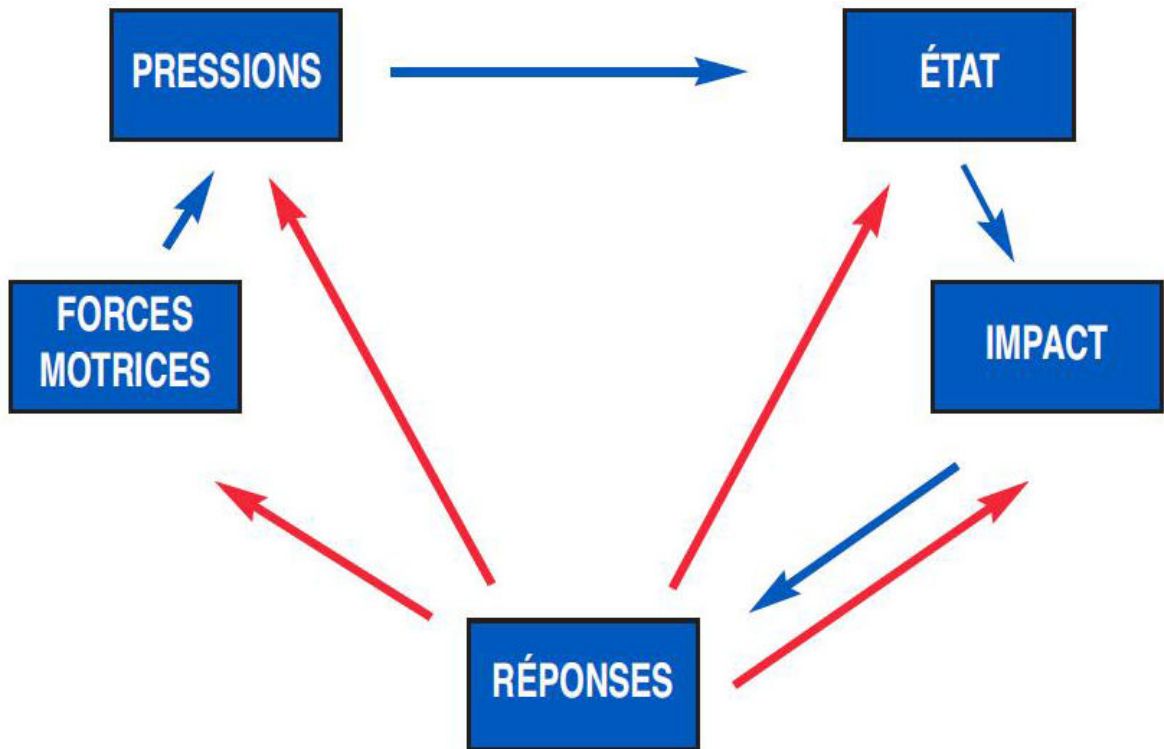 PRESSIONS
ÉTAT
FORCES
MOTRICES
IMPACT
RÉPONSES